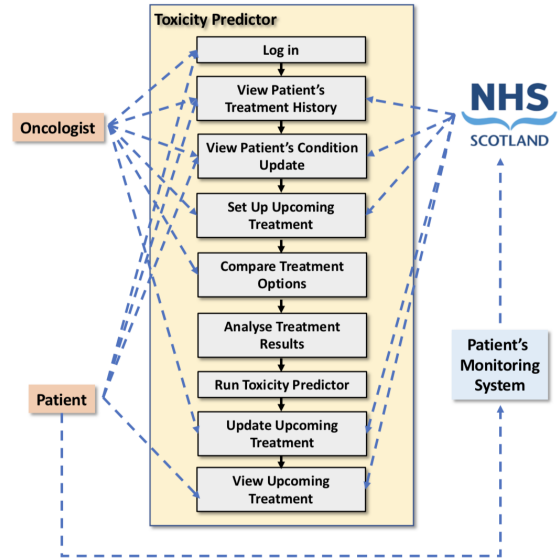 Toxicity Predictor
Log in
View Patient's
Treatment History
NHS
SCOTLAND
Oncologist
View Patient's Condition
Update
Set Up Upcoming
Treatment
Compare Treatment
Options
Analyse Treatment
Results
Patient's
Monitoring
System
Run Toxicity Predictor
Patient
Update Upcoming
Treatment
View Upcoming
Treatment